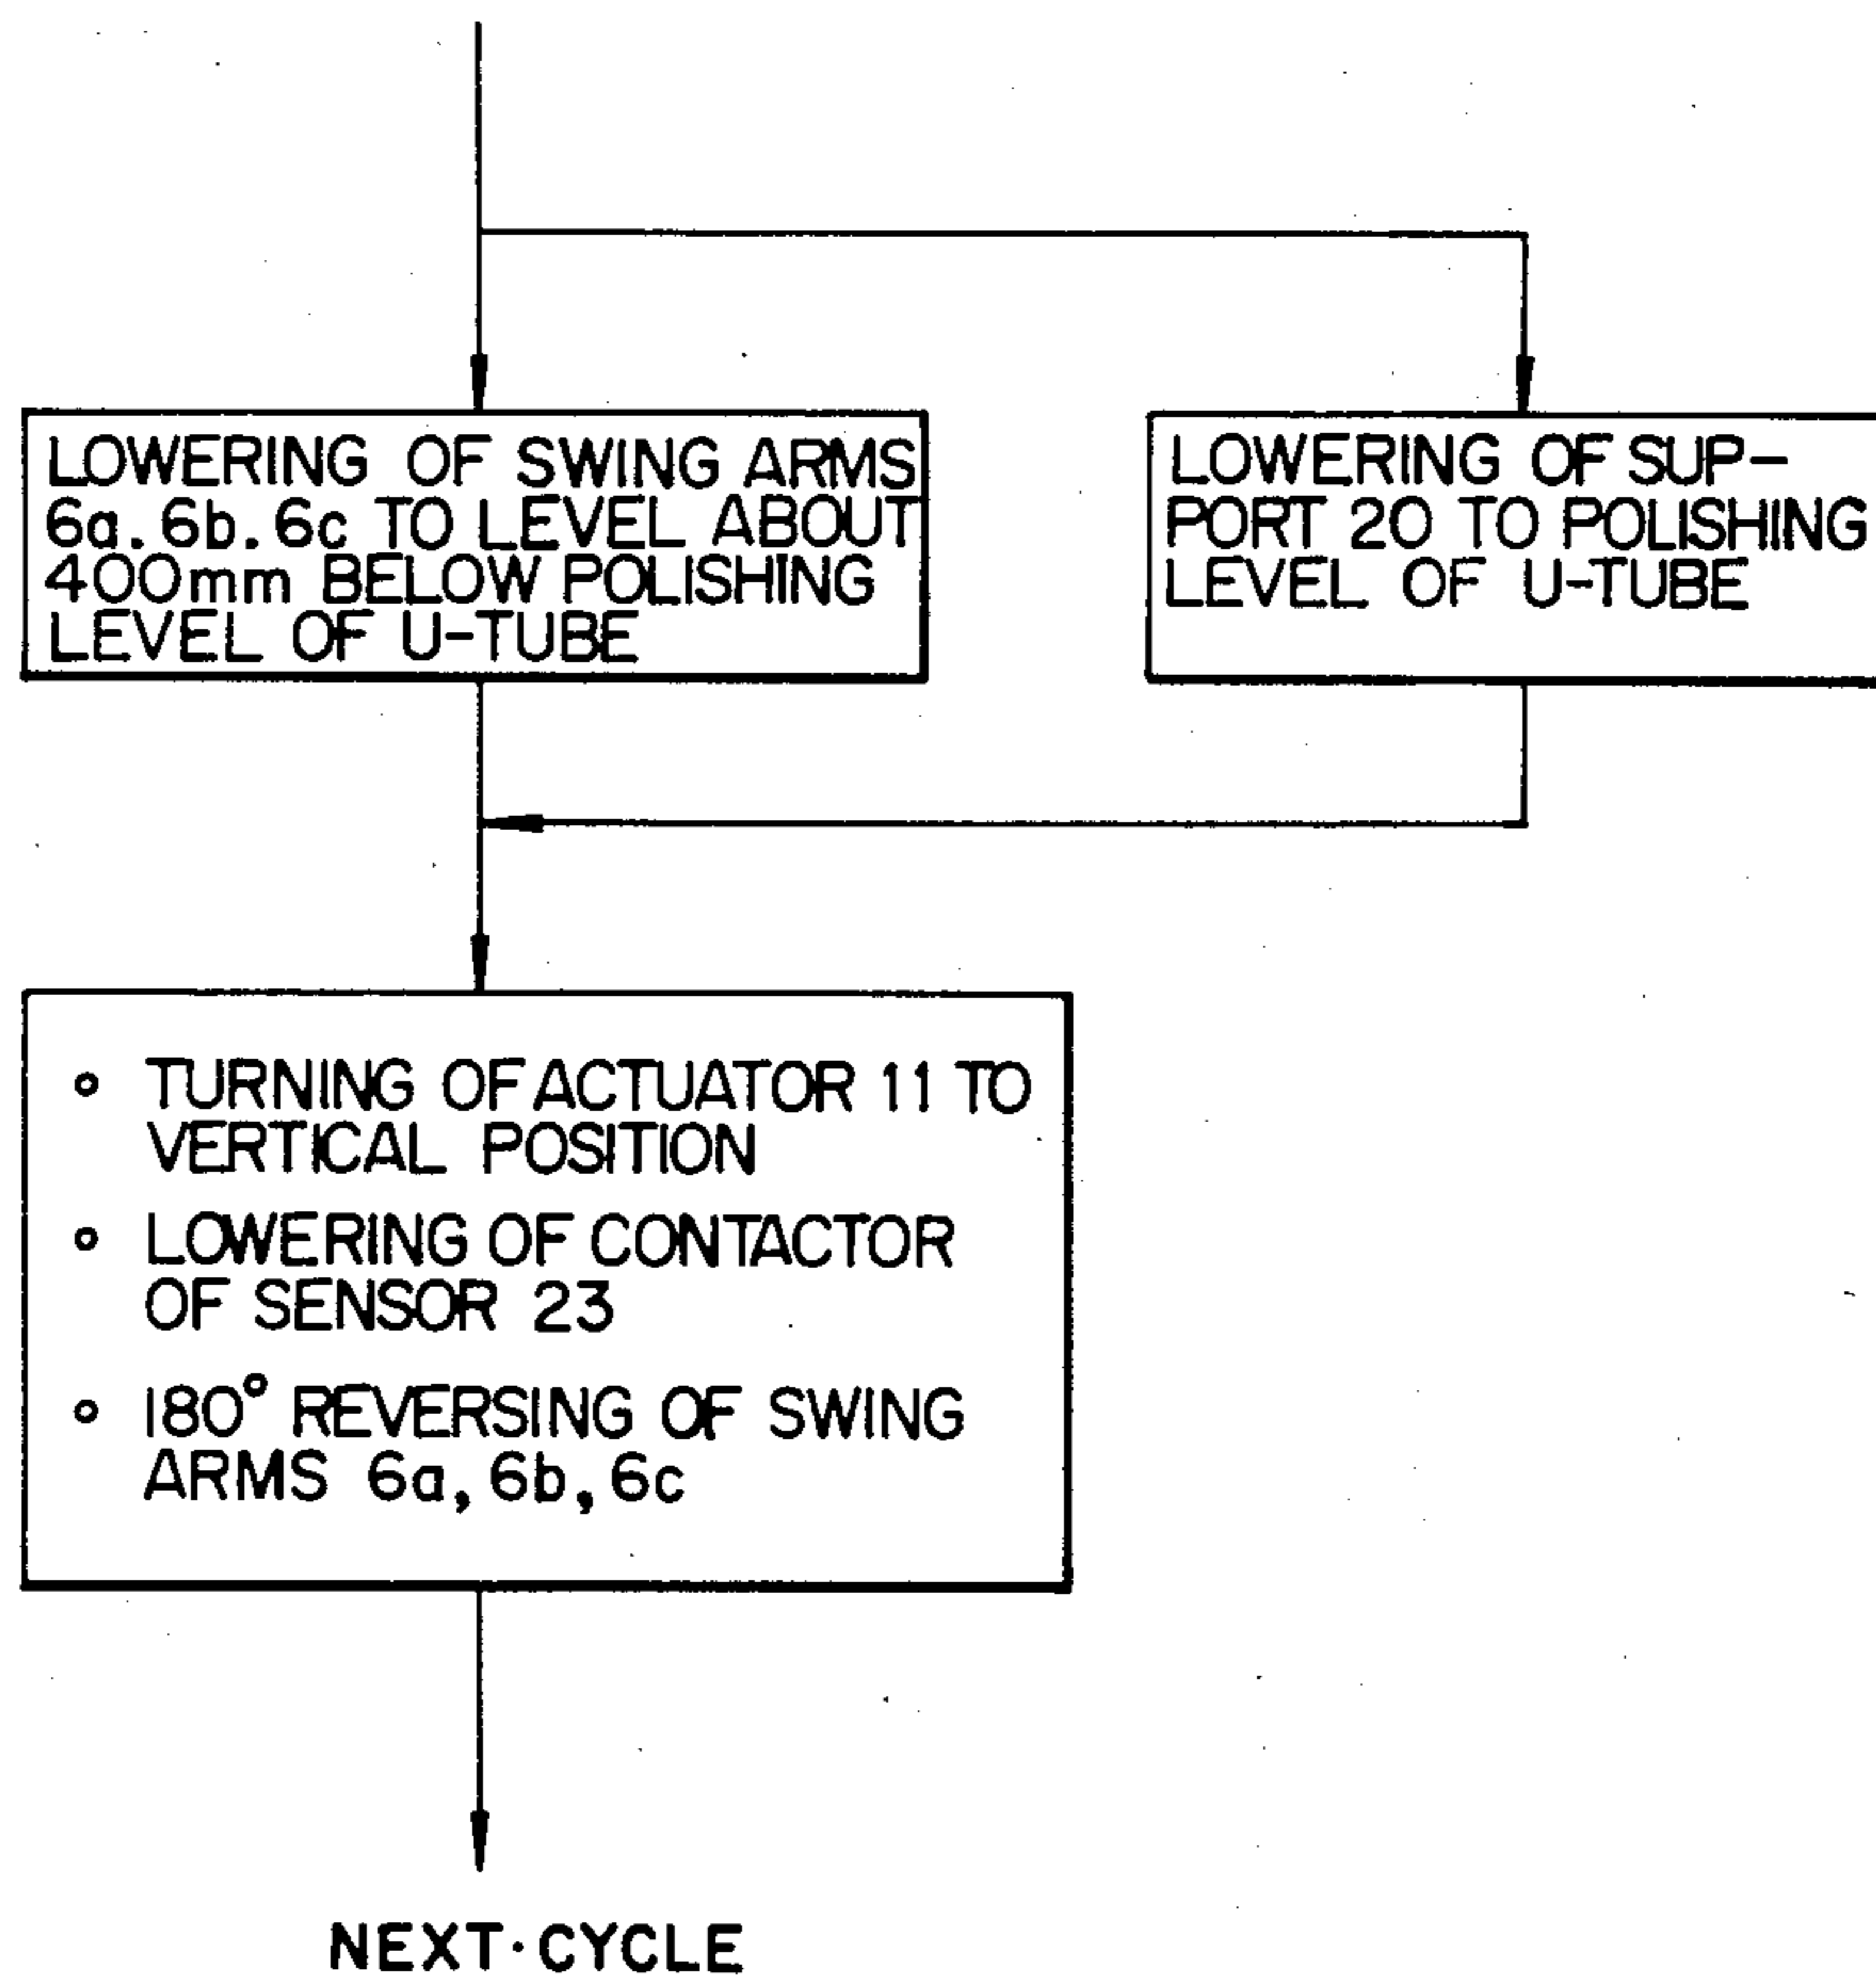 LOWERING OF SWING ARMS
6a. 6b. 6c TO LEVEL ABOUT
400mm BELOW POLISHING
LEVEL OF U-TUBE
LOWERING OF SUP-
PORT 20 TO POLISHING
LEVEL OF U-TUBE
° TURNING OF ACTUATOR 11 TO
VERTICAL POSITION
° LOWERING OF CONTACTOR
OF SENSOR 23
° 180° REVERSING OF SWING
ARMS 6a, 6b, 6c
NEXT CYCLE